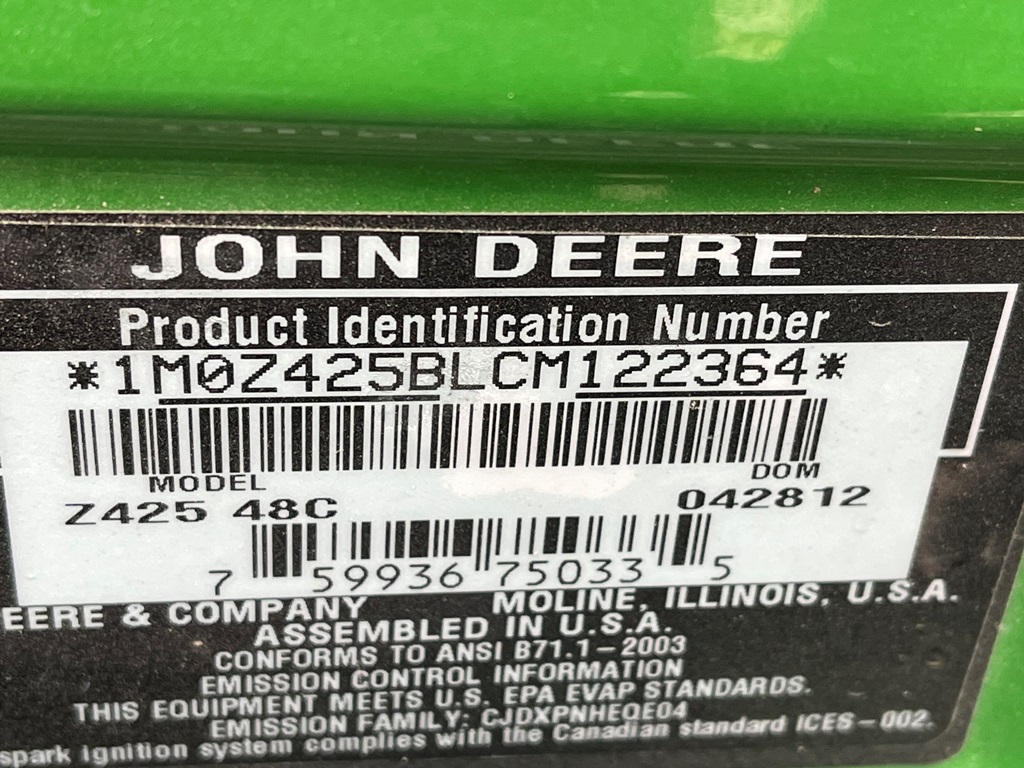 JOHN DEERE
Product Identification Number
*1M0Z425BLCM122364*
MODEL DOM
Z425 48C 042812
7 59936 75033 5
EERE & COMPANY MOLINE, ILLINOIS, U.S.A.
ASSEMBLED IN U.S.A.
CONFORMS TO ANSI B71.1-2003
EMISSION CONTROL INFORMATION
THIS EQUIPMENT MEETS U.S. EPA EVAP STANDARDS.
EMISSION FAMILY: CJDXPNHEQE04
spark ignition system complies with the Canadian standard ICES-002.